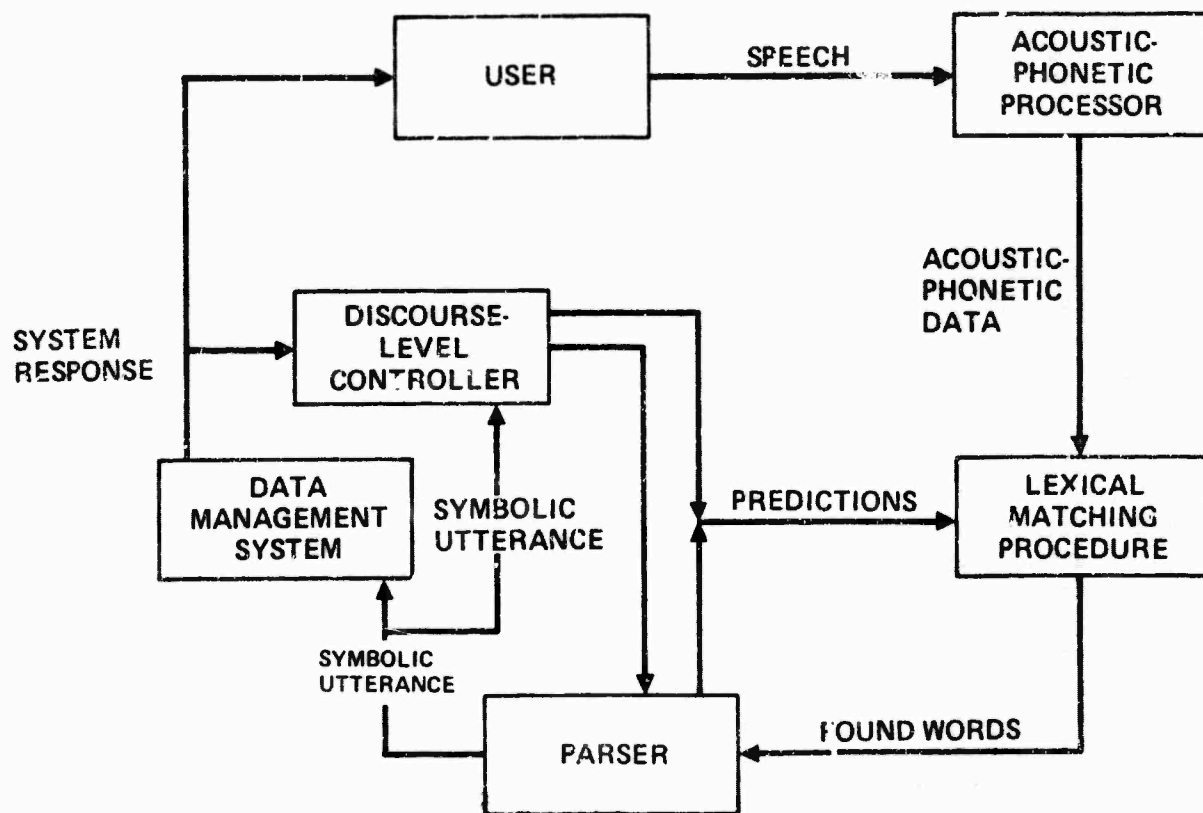 USER
SPEECH
ACOUSTIC-
PHONETIC
PROCESSOR
ACOUSTIC-
PHONETIC
DATA
SYSTEM
RESPONSE
DISCOURSE-
LEVEL
CONTROLLER
DATA
MANAGEMENT
SYSTEM
SYMBOLIC
UTTERANCE
PREDICTIONS
LEXICAL
MATCHING
PROCEDURE
SYMBOLIC
UTTERANCE
PARSER
FOUND WORDS